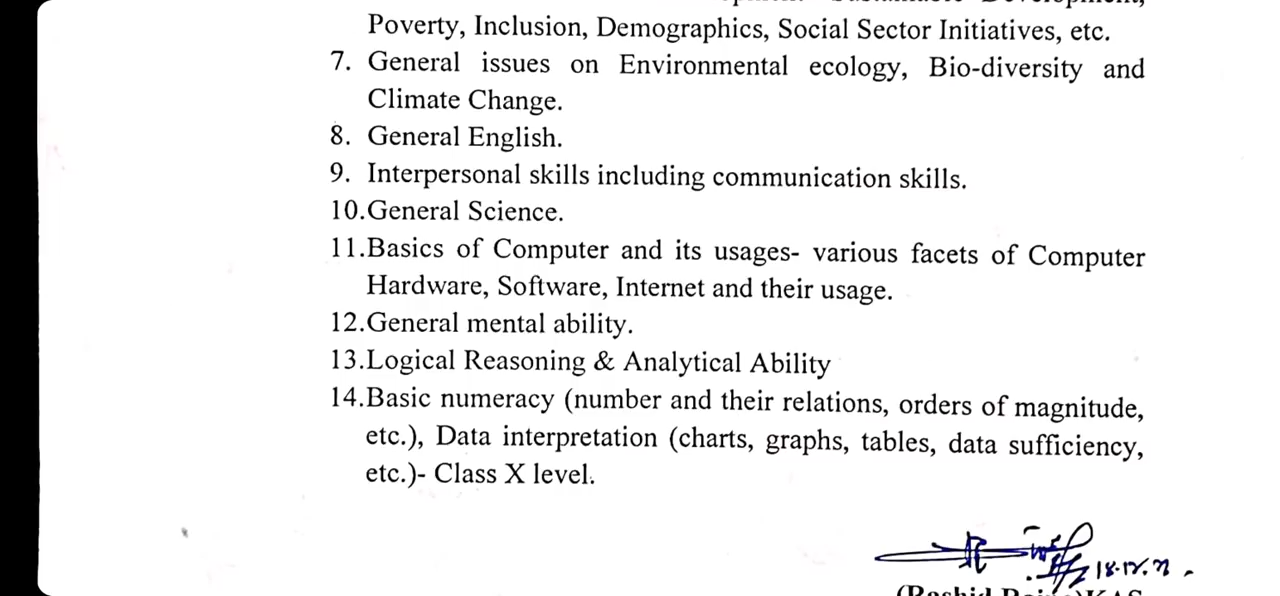 Poverty, Inclusion, Demographics, Social Sector Initiatives, etc.
7. General issues on Environmental ecology, Bio-diversity and
Climate Change.
8. General English.
9. Interpersonal skills including communication skills.
10.General Science.
11.Basics of Computer and its usages- various facets of Computer
Hardware, Software, Internet and their usage.
12.General mental ability.
13.Logical Reasoning & Analytical Ability
14.Basic numeracy (number and their relations, orders of magnitude,
etc.), Data interpretation (charts, graphs, tables, data sufficiency,
etc.)- Class X level.